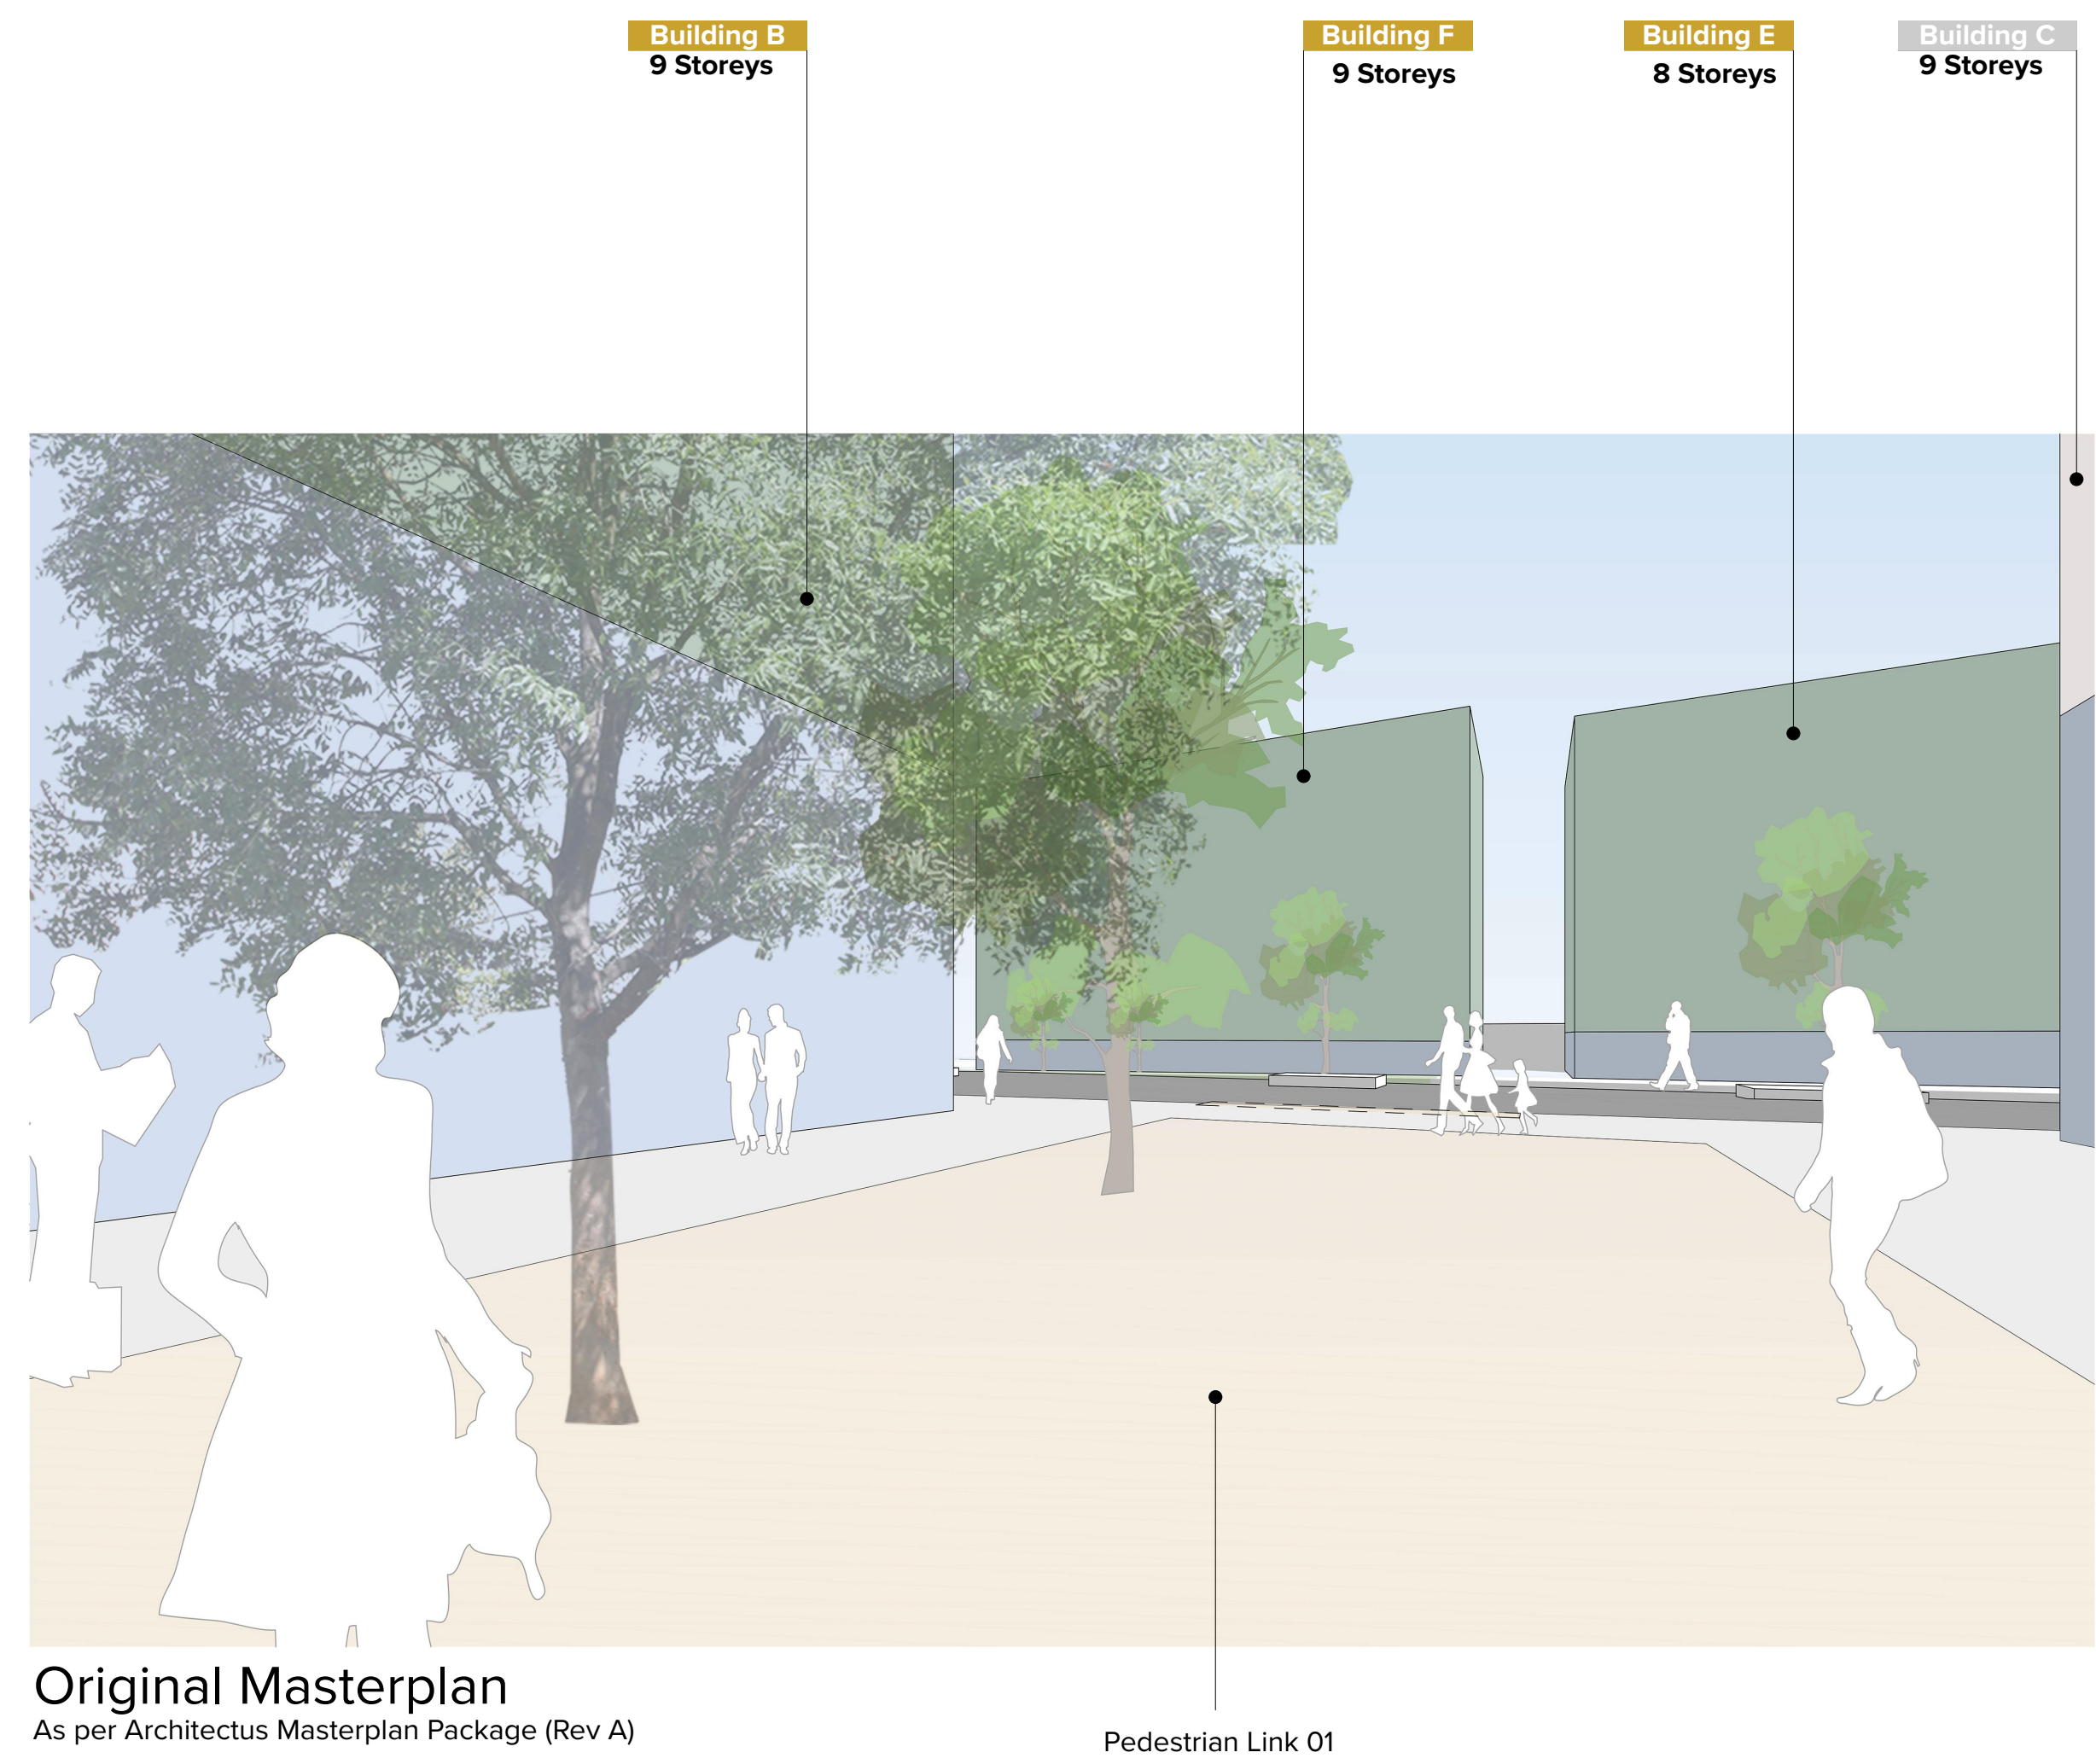 Building B
9 Storeys
Building F
9 Storeys
Building E
8 Storeys
Building C
9 Storeys
Original Masterplan
As per Architectus Masterplan Package (Rev A)
Pedestrian Link 01